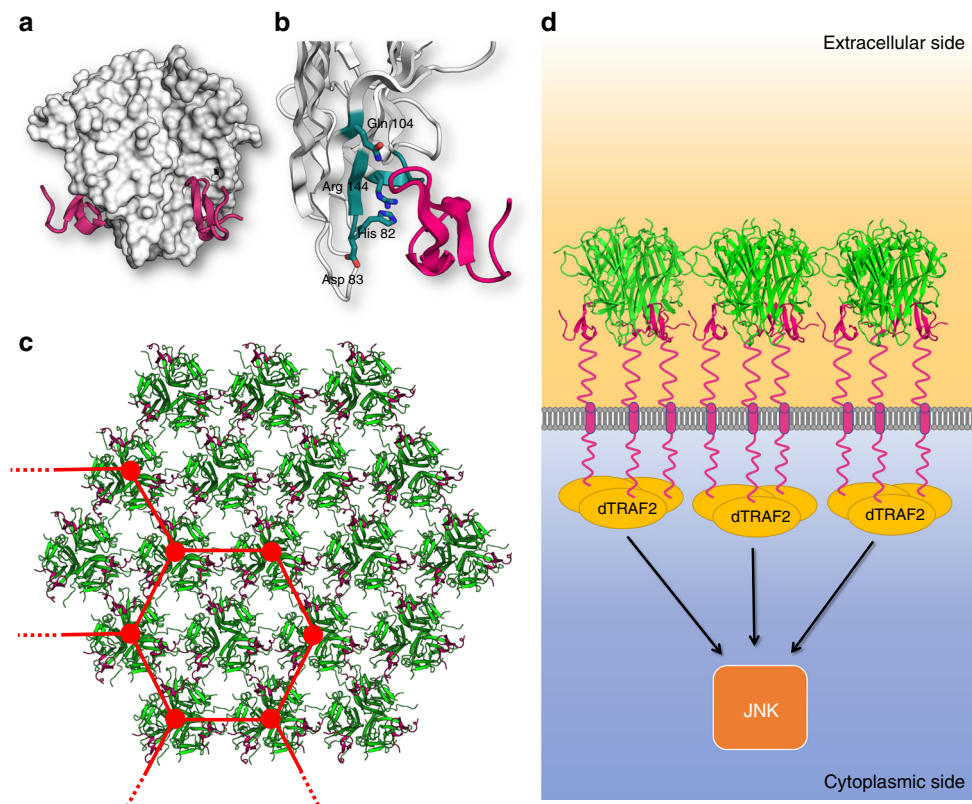 a
b
d
Extracellular side
Gln 104
Arg 144
His 82
Asp 83
c
dTRAF2
dTRAF2
dTRAF2
JNK
Cytoplasmic side